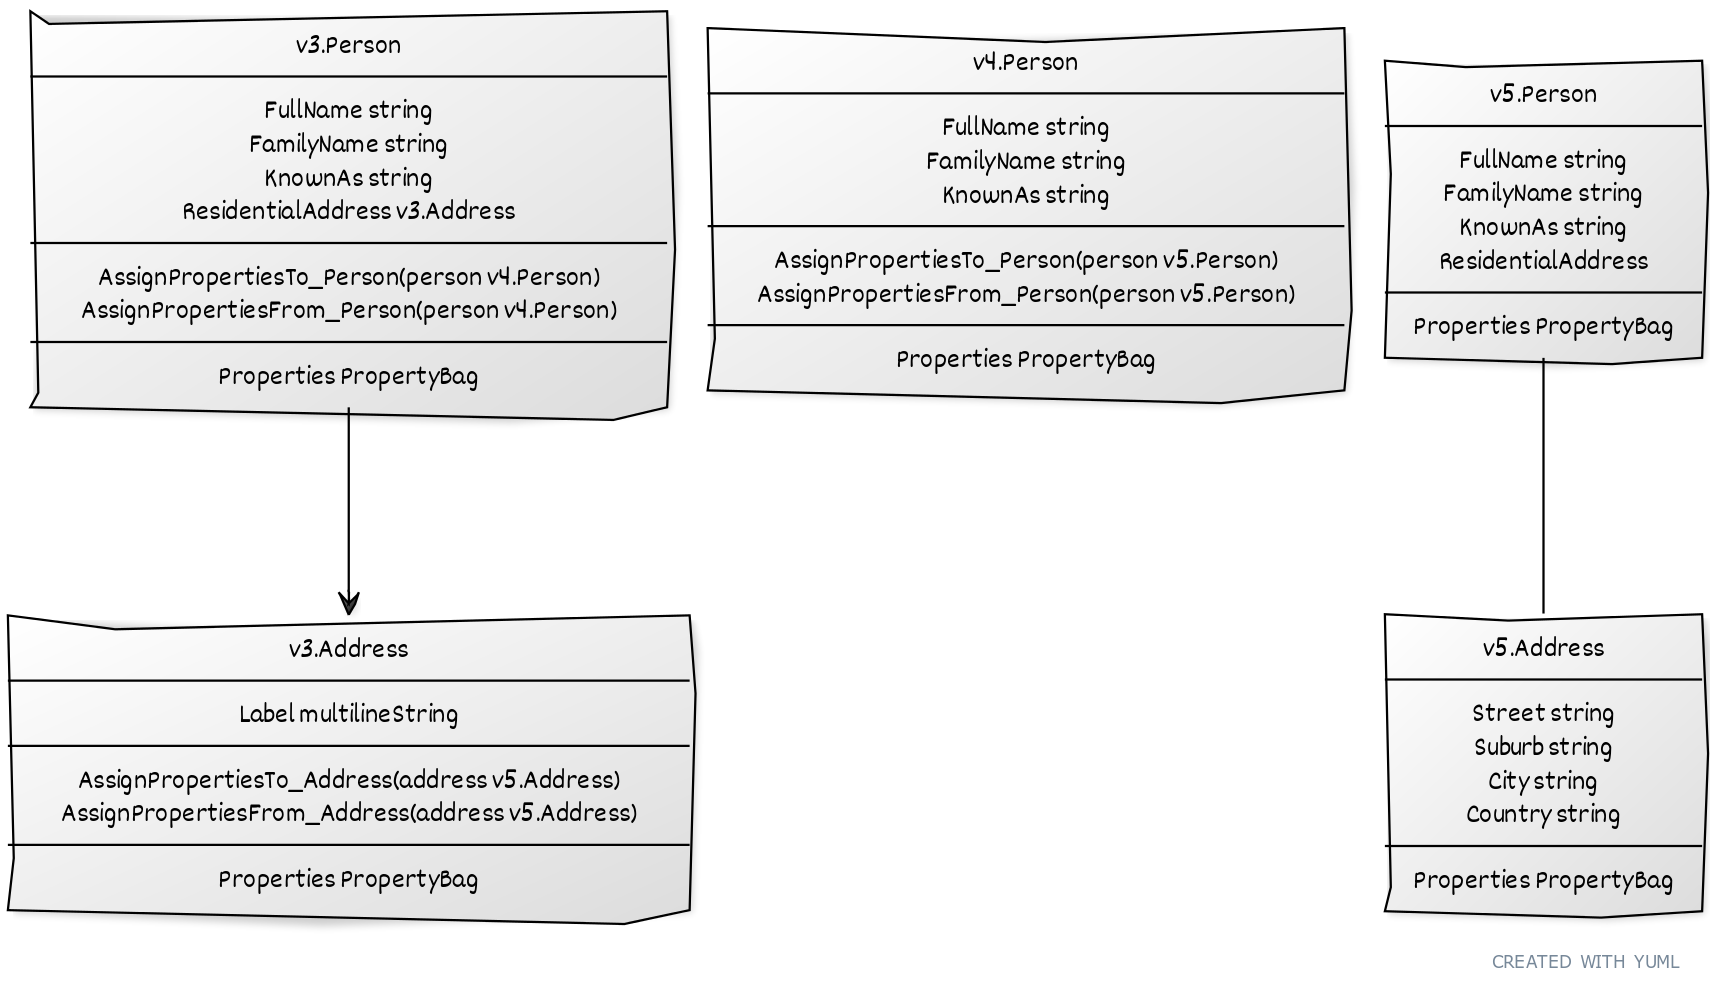 v3.Person
FullName string
FamilyName string
KnownAs string
ResidentialAddress v3.Address
AssignPropertiesTo_Person(person v4.Person)
AssignPropertiesFrom_Person(person v4.Person)
Properties PropertyBag
v4.Person
FullName string
FamilyName string
KnownAs string
AssignPropertiesTo_Person(person v5.Person)
AssignPropertiesFrom_Person(person v5.Person)
Properties PropertyBag
v5.Person
FullName string
FamilyName string
KnownAs string
ResidentialAddress
Properties PropertyBag
v3.Address
Label multilineString
AssignPropertiesTo_Address(address v5.Address)
AssignPropertiesFrom_Address(address v5.Address)
Properties PropertyBag
v5.Address
Street string
Suburb string
City string
Country string
Properties PropertyBag
CREATED WITH YUML